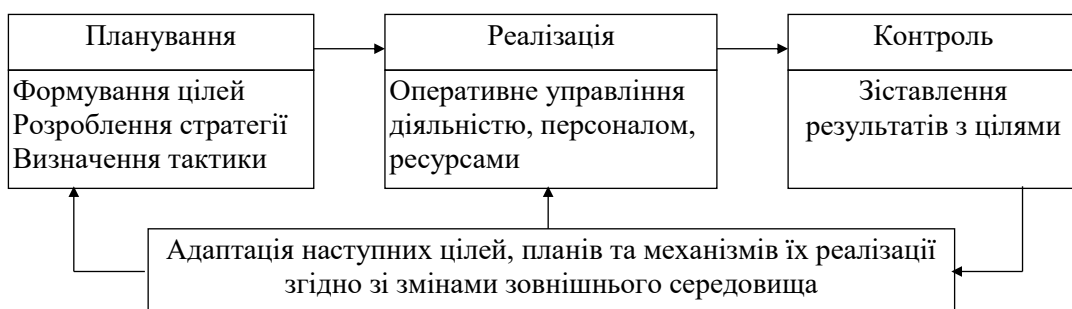 Планування
Формування цілей
Розроблення стратегії
Визначення тактики
Реалізація
Оперативне управління
діяльністю, персоналом,
ресурсами
Контроль
Зіставлення
результатів з цілями
Адаптація наступних цілей, планів та механізмів їх реалізації
згідно зі змінами зовнішнього середовища